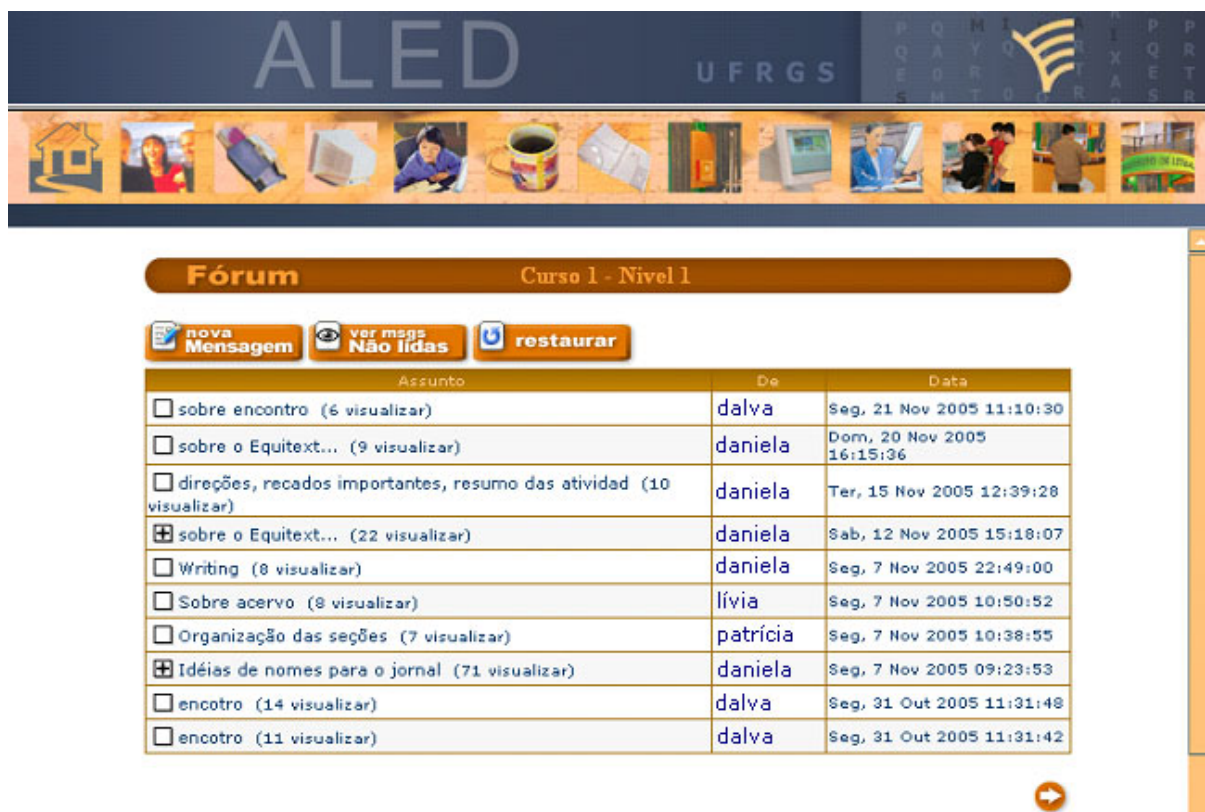 ALED
UFRGS
Fórum Curso 1 - Nivel 1
nova
Mensagem
ver msgs
Não lídas
restaurar
Assunto De Data
sobre encontro (6 visualizar) dalva Seg, 21 Nov 2005 11:10:30
sobre o Equitext... (9 visualizar) daniela Dom, 20 Nov 2005
16:15:36
direções, recados importantes, resumo das atividad (10
visualizar) daniela Ter, 15 Nov 2005 12:39:28
sobre o Equitext... (22 visualizar) daniela Sab, 12 Nov 2005 15:18:07
Writing (8 visualizar) daniela Seg, 7 Nov 2005 22:49:00
Sobre acervo (8 visualizar) lívia Seg, 7 Nov 2005 10:50:52
Organização das seções (7 visualizar) patrícia Seg, 7 Nov 2005 10:38:55
Idéias de nomes para o jornal (71 visualizar) daniela Seg, 7 Nov 2005 09:23:53
encotro (14 visualizar) dalva Seg, 31 Out 2005 11:31:48
encotro (11 visualizar) dalva Seg, 31 Out 2005 11:31:42